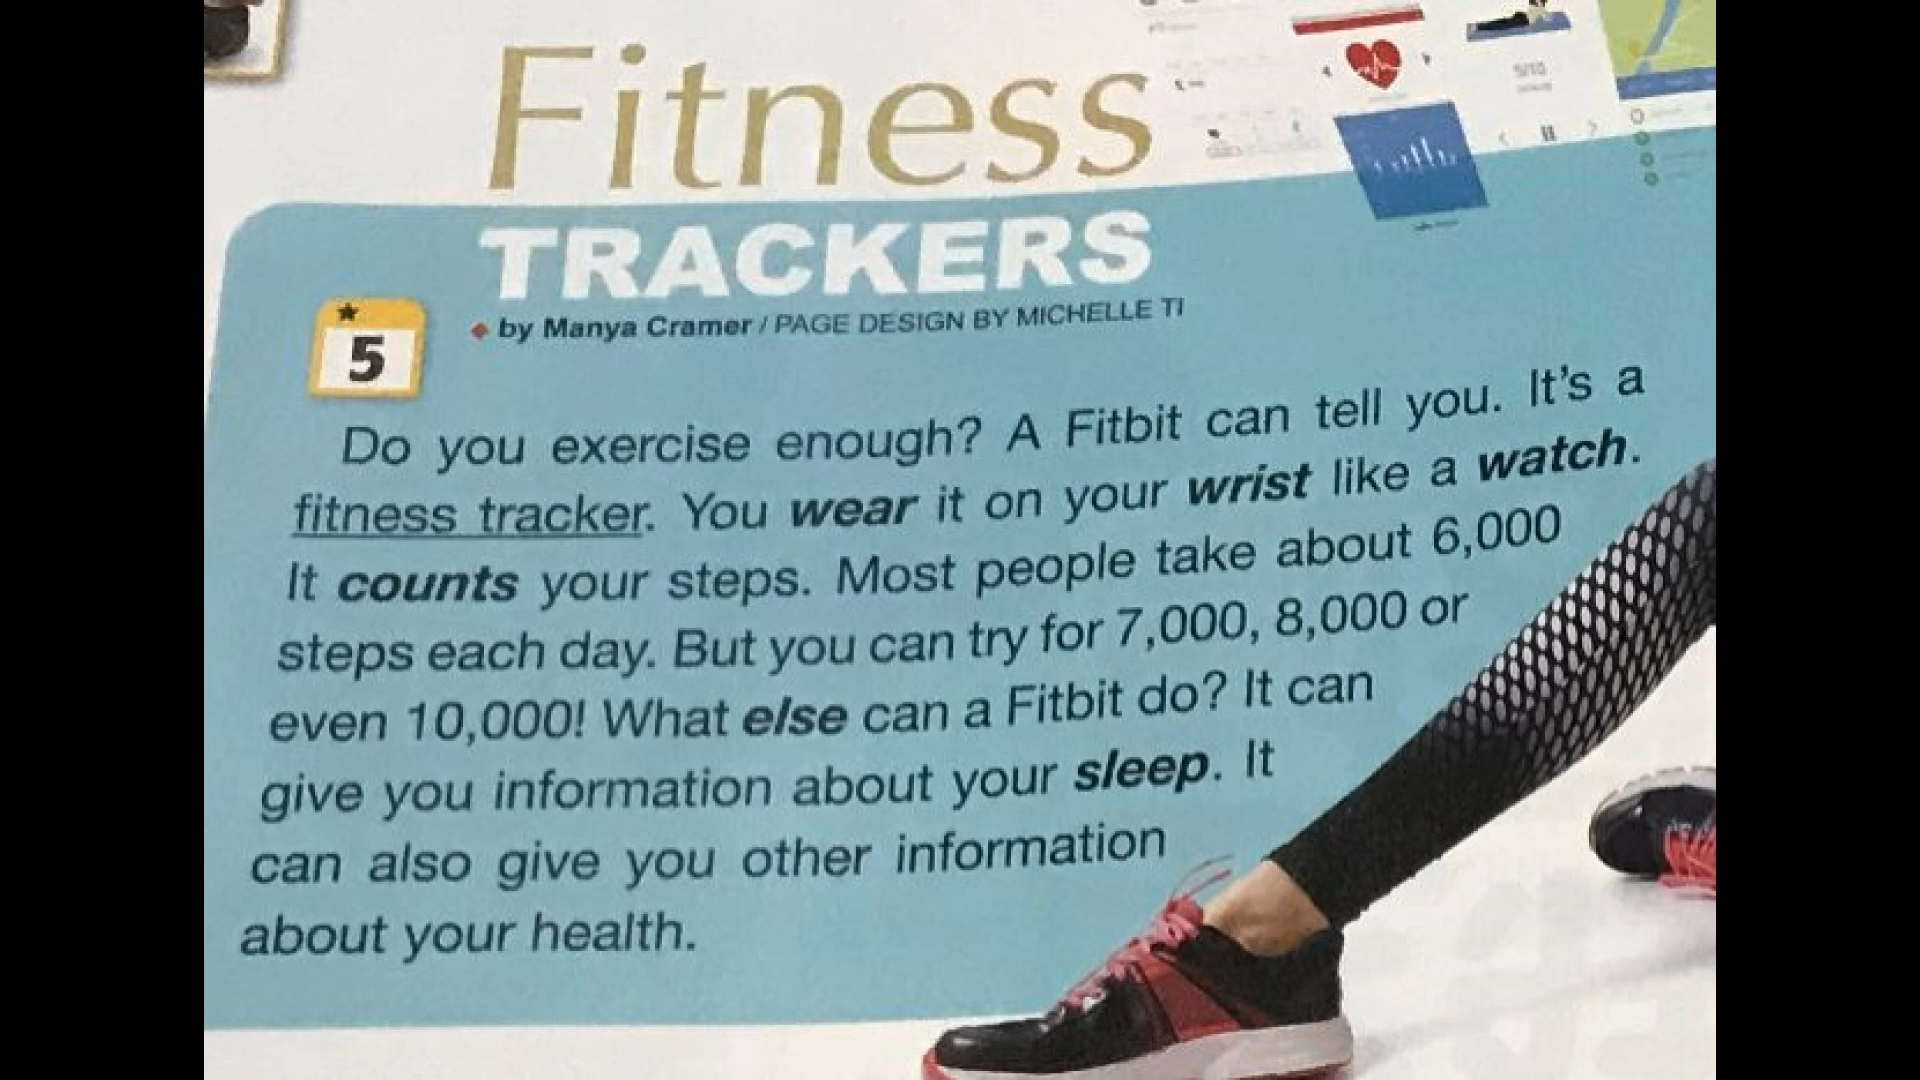 Fitness
TRACKERS
5
by Manya Cramer / PAGE DESIGN BY MICHELLE TI
Do you exercise enough? A Fitbit can tell you. It's a
fitness tracker. You wear it on your wrist like a watch.
It counts your steps. Most people take about 6,000
steps each day. But you can try for 7,000, 8,000 or
even 10,000! What else can a Fitbit do? It can
give you information about your sleep. It
can also give you other information
about your health.